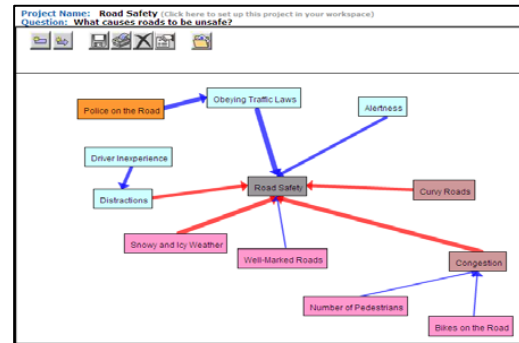 Project Name: Road Safety (Click here to set up this project in your workspace)
Question: What causes roads to be unsafe?
Obeying Traffic Laws
Police on the Road
Alertness
Driver Inexperience
Distractions
Road Safety
Curvy Roads
Snowy and Icy Weather
Well-Marked Roads
Congestion
Number of Pedestrians
Bikes on the Road